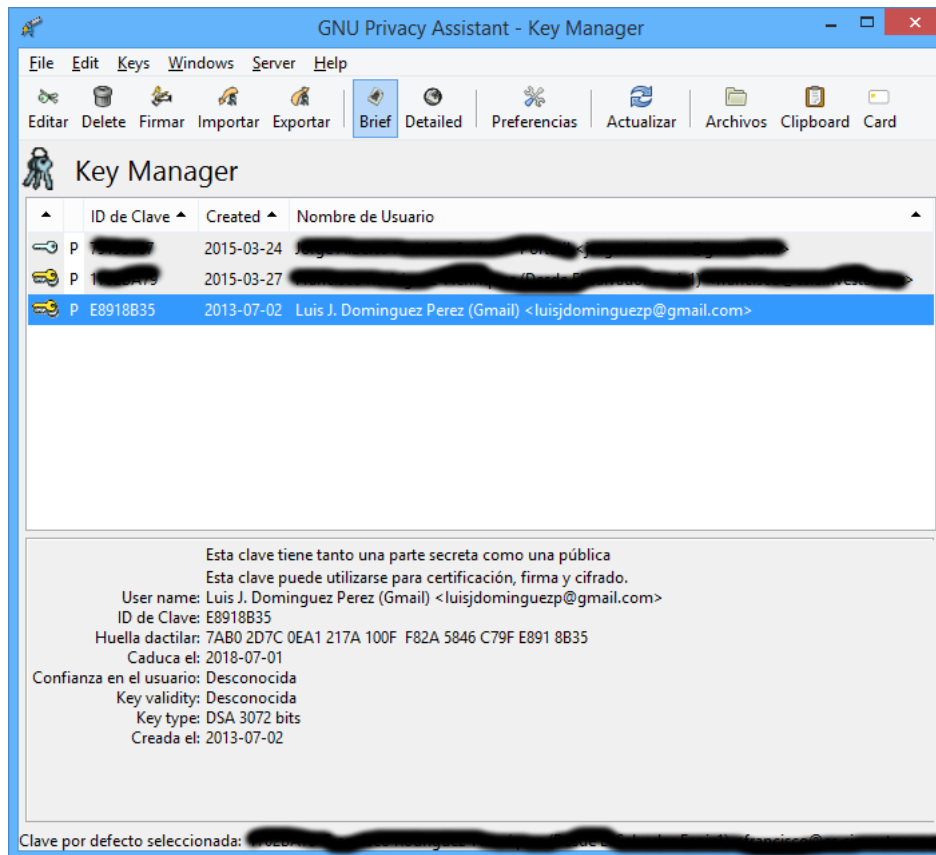 GNU Privacy Assistant - Key Manager
File Edit Keys Windows Server Help
Editar Delete Firmar Importar Exportar Brief Detailed Preferencias Actualizar Archivos Clipboard Card
Key Manager
P ID de Clave Created Nombre de Usuario
P 2015-03-24
P 2015-03-27
P E8918B35 2013-07-02 Luis J. Dominguez Perez (Gmail) <luisjdominguezp@gmail.com>
Esta clave tiene tanto una parte secreta como una pública
Esta clave puede utilizarse para certificación, firma y cifrado.
User name: Luis J. Dominguez Perez (Gmail) <luisjdominguezp@gmail.com>
ID de Clave: E8918B35
Huella dactilar: 7AB0 2D7C 0EA1 217A 100F F82A 5846 C79F E891 8B35
Caduca el: 2018-07-01
Confianza en el usuario: Desconocida
Key validity: Desconocida
Key type: DSA 3072 bits
Creada el: 2013-07-02
Clave por defecto seleccionada: